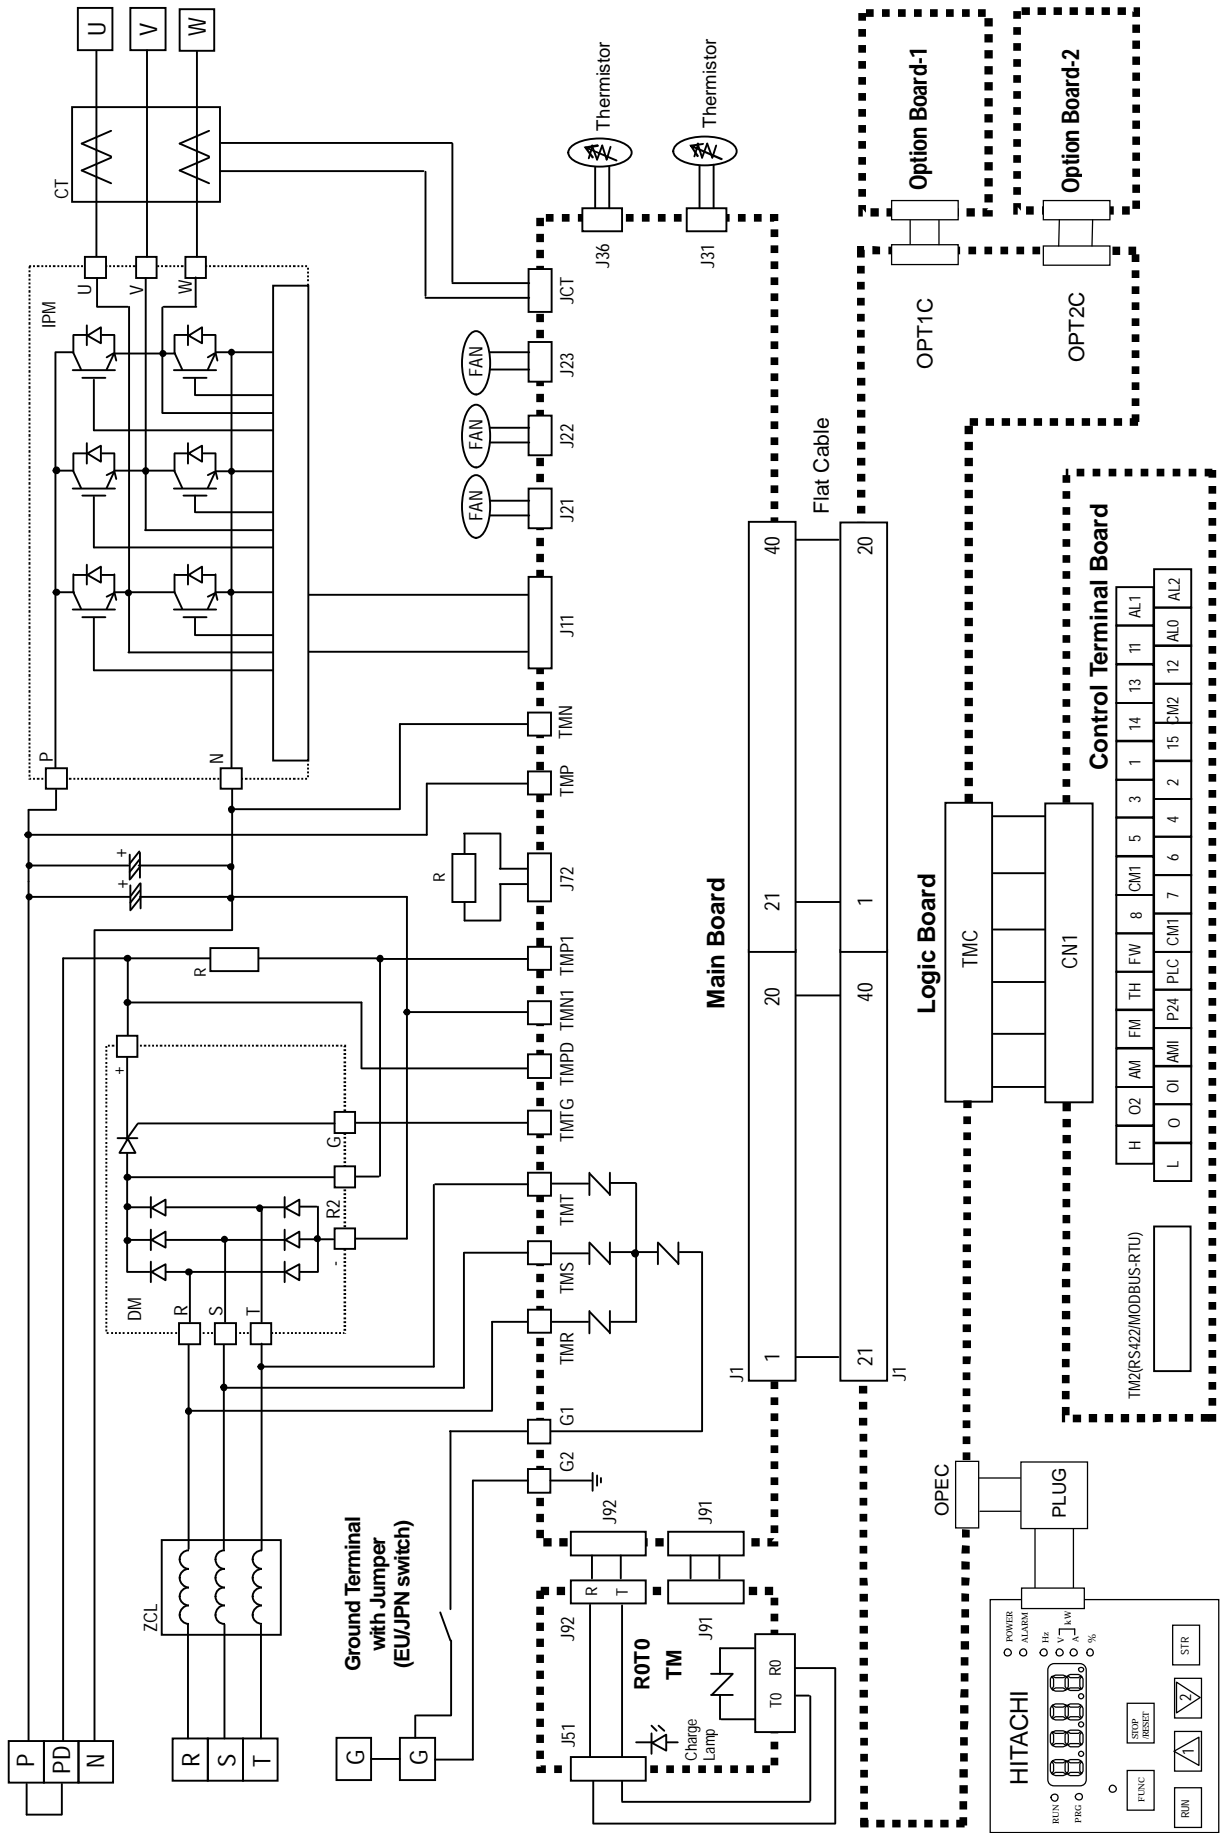 P
PD
N
R
S
T
ZCL
G
G
Ground Terminal
with Jumper
(EU/JPN switch)
DM
R
S
T
+
-
R2
G
R
+
+
P
N
IPM
U
V
W
CT
U
V
W
G2
G1
TMR
TMS
TMT
TMTG
TMPD
TMN1
TMP1
J72
R
TMP
TMN
J11
J21
J22
J23
FAN
FAN
FAN
JCT
J36
Thermistor
J31
Thermistor
J92
J91
J92
R
T
J91
R0T0
TM
J51
Charge
Lamp
T0
R0
Main Board
J1
1
20
21
40
Flat Cable
J1
21
40
1
20
Logic Board
OPT1C
OPT2C
Option Board-1
Option Board-2
TMC
CN1
Control Terminal Board
H
O2
AM
FM
TH
FW
8
CM1
5
3
1
14
13
11
AL1
L
O
OI
AMI
P24
PLC
CM1
7
6
4
2
15
CM2
12
AL0
AL2
TM2(RS422/MODBUS-RTU)
OPEC
PLUG
HITACHI
POWER
ALARM
Hz
V
kW
A
%
RUN
PRG
8888
RUN
FUNC
1
STOP
/RESET
2
STR